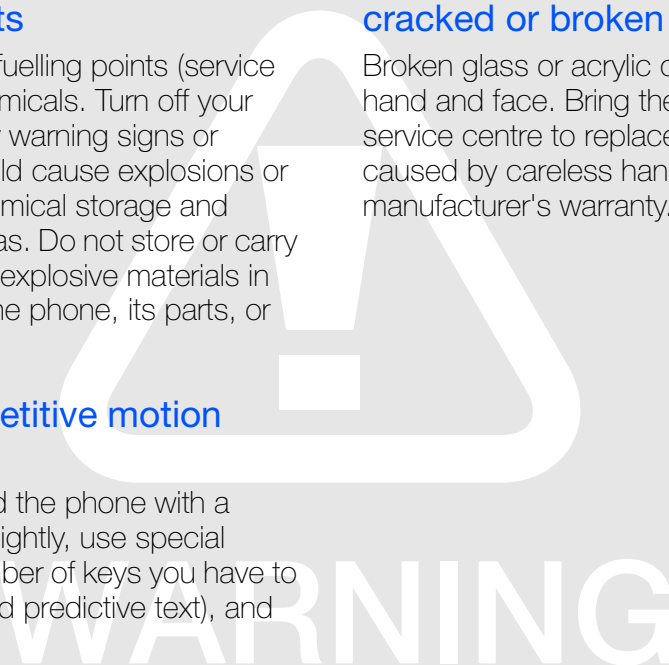 ts
fuelling points (service
micals. Turn off your
warning signs or
ld cause explosions or
mical storage and
as. Do not store or carry
explosive materials in
he phone, its parts, or
etitive motion
d the phone with a
ightly, use special
ber of keys you have to
d predictive text), and
cracked or broken
Broken glass or acrylic
hand and face. Bring the
service centre to replace
caused by careless han
manufacturer's warranty.
WARNING